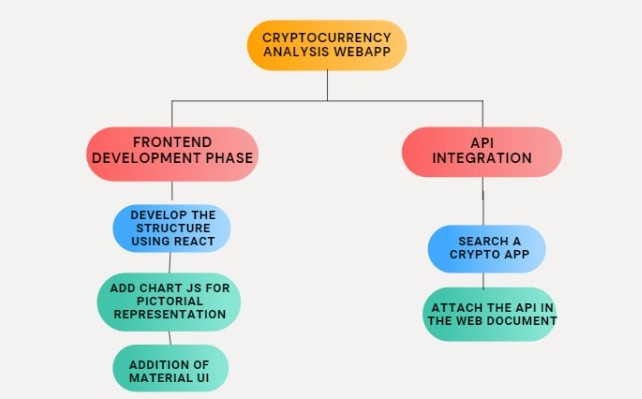 CRYPTOCURRENCY
ANALYSIS WEBAPP
FRONTEND
DEVELOPMENT PHASE
API
INTEGRATION
DEVELOP THE
STRUCTURE
USING REACT
SEARCH A
CRYPTO APP
ADD CHART JS FOR
PICTORIAL
REPRESENTATION
ATTACH THE API IN
THE WEB DOCUMENT
ADDITION OF
MATERIAL UI